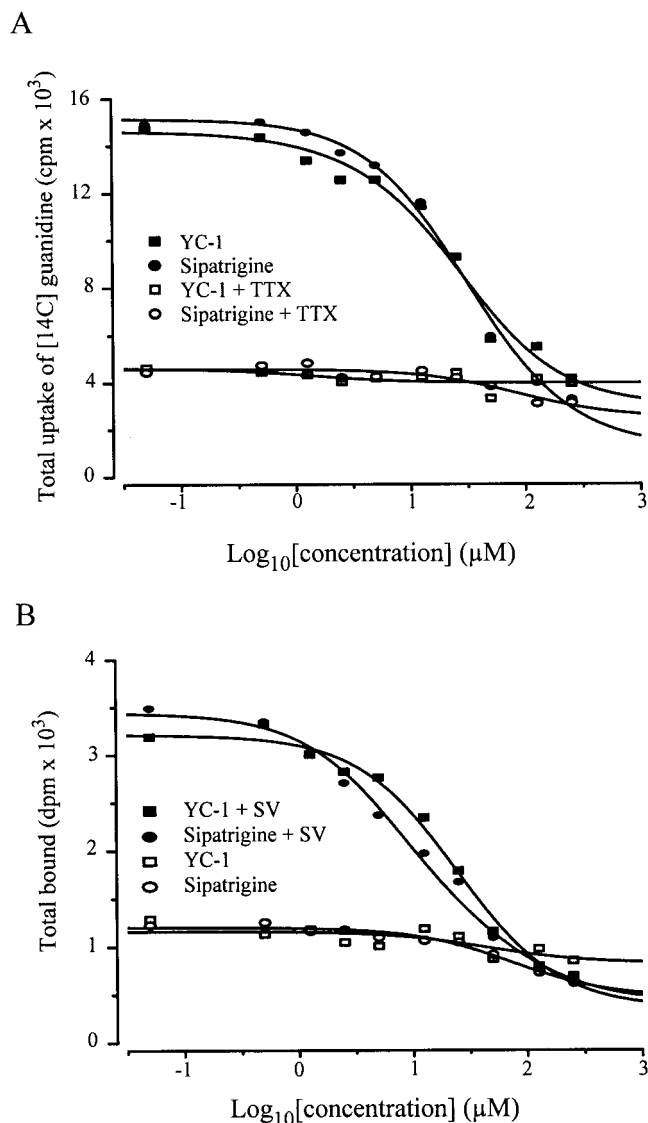 A
Total uptake of [14C] guanidine (cpm x 10³)
16
12
8
4
0
YC-1
Sipatrigine
YC-1 + TTX
Sipatrigine + TTX
-1
0
1
2
3
Log₁₀[concentration] (μM)
B
Total bound (dpm x 10³)
4
3
2
1
0
YC-1 + SV
Sipatrigine + SV
YC-1
Sipatrigine
-1
0
1
2
3
Log₁₀[concentration] (μM)